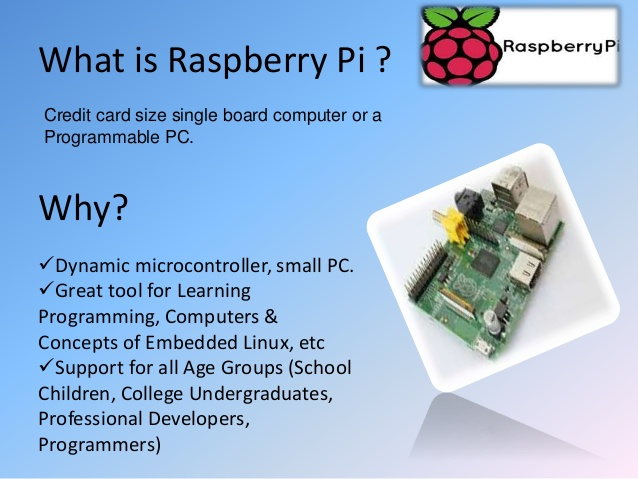 What is Raspberry Pi ?
RaspberryPi
Credit card size single board computer or a
Programmable PC.
Why?
✓Dynamic microcontroller, small PC.
✓Great tool for Learning
Programming, Computers &
Concepts of Embedded Linux, etc
✓Support for all Age Groups (School
Children, College Undergraduates,
Professional Developers,
Programmers)